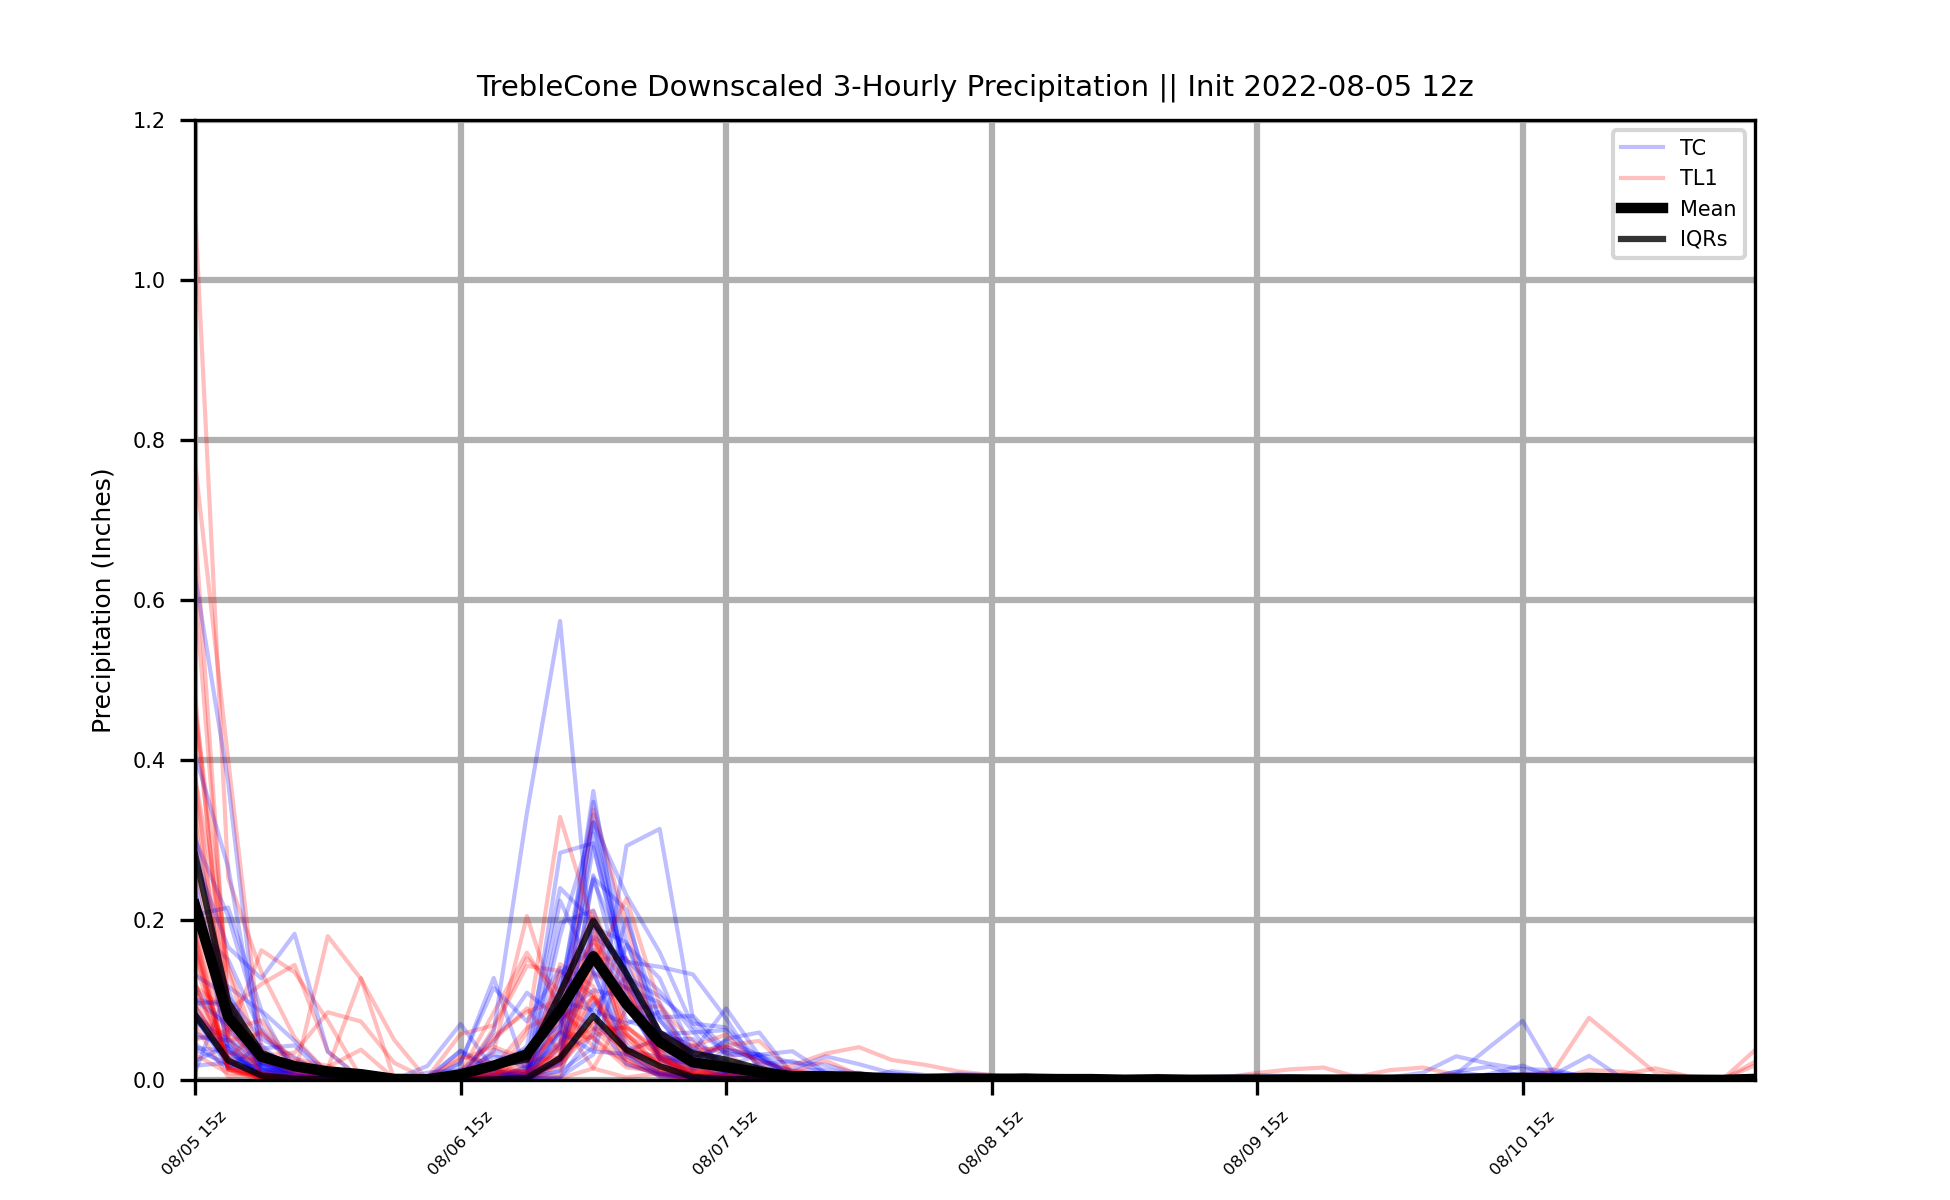 TrebleCone Downscaled 3-Hourly Precipitation || Init 2022-08-05 12z
1.2
1.0
0.8
0.6
0.4
0.2
0.0
Precipitation (Inches)
TC
TL1
Mean
IQRs
08/05 15z
08/06 15z
08/07 15z
08/08 15z
08/09 15z
08/10 15z